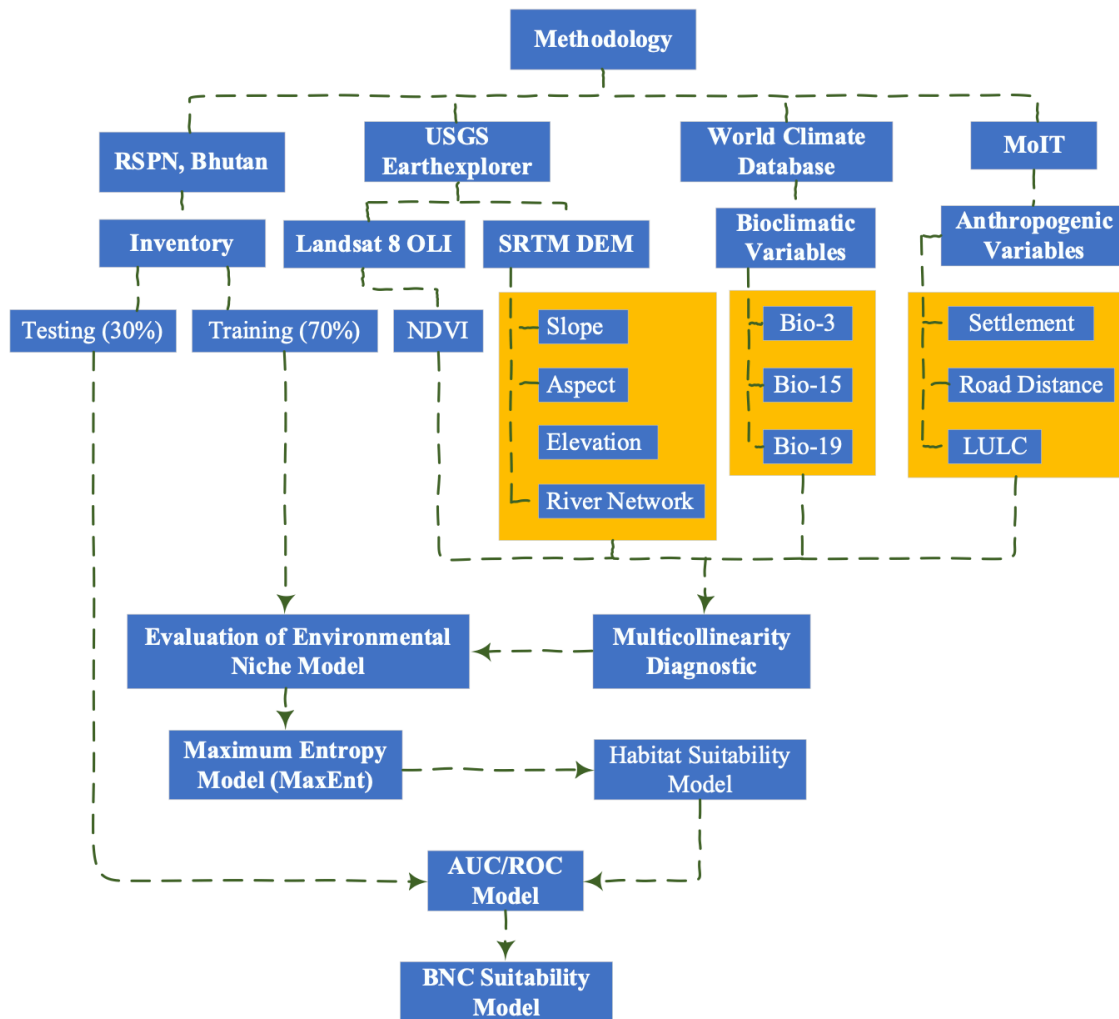 Methodology
RSPN, Bhutan
USGS
Earthexplorer
World Climate
Database
MoIT
Inventory
Landsat 8 OLI
SRTM DEM
Bioclimatic
Variables
Anthropogenic
Variables
Testing (30%)
Training (70%)
NDVI
Slope
Aspect
Elevation
River Network
Bio-3
Bio-15
Bio-19
Settlement
Road Distance
LULC
Evaluation of Environmental
Niche Model
Multicollinearity
Diagnostic
Maximum Entropy
Model (MaxEnt)
Habitat Suitability
Model
AUC/ROC
Model
BNC Suitability
Model